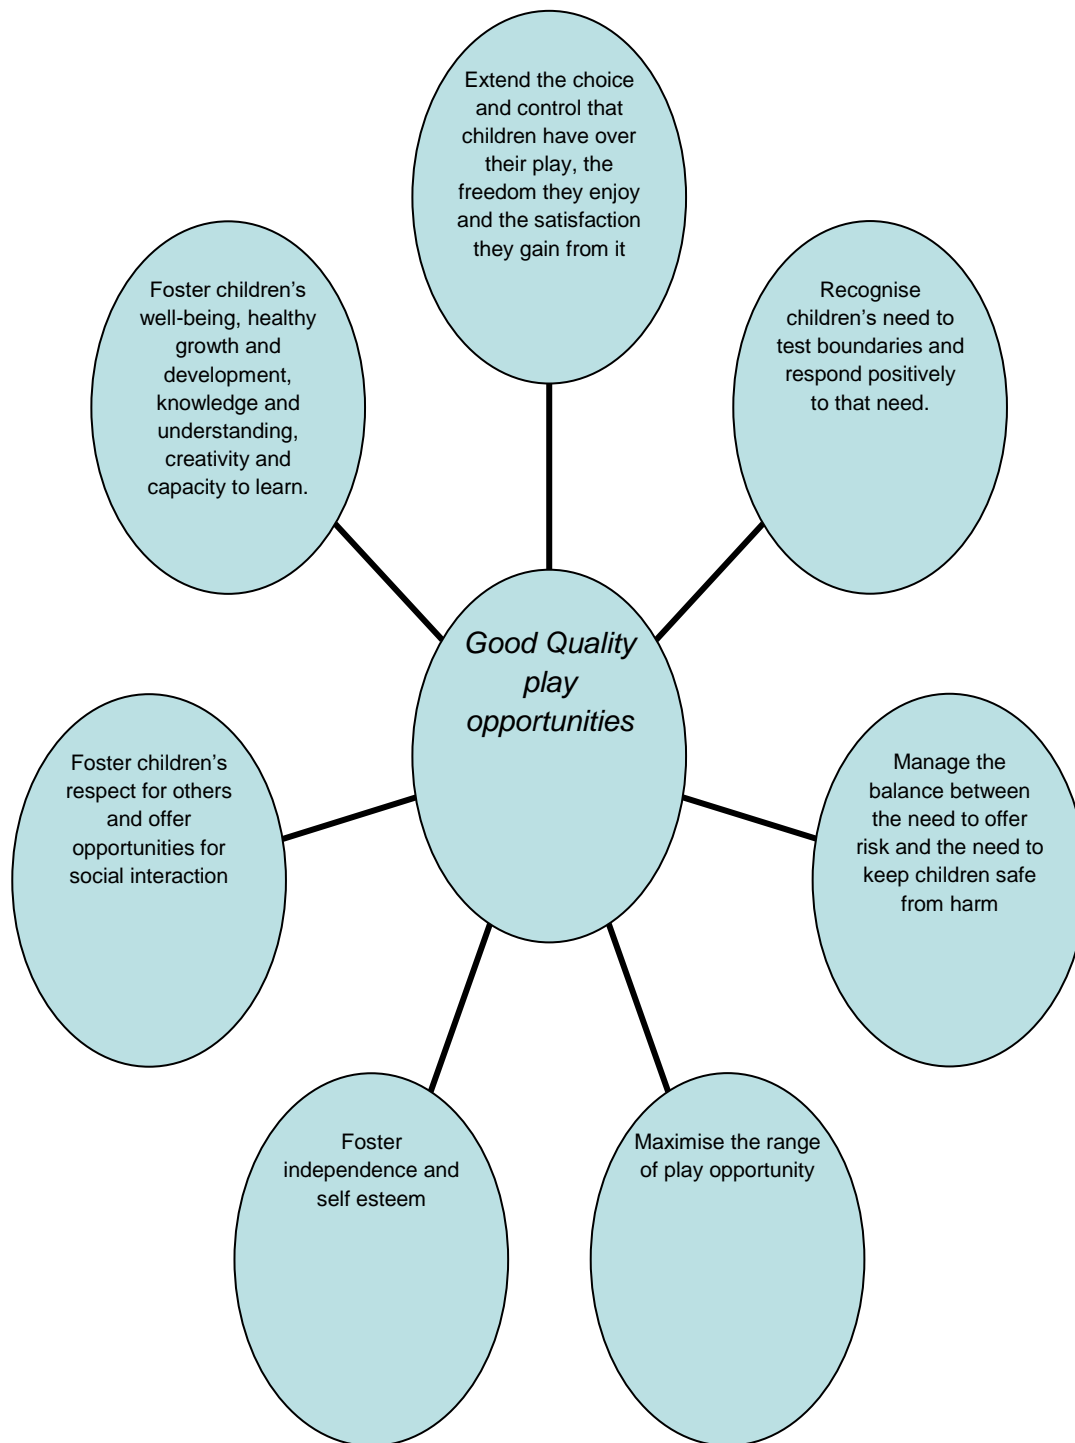 Extend the choice
and control that
children have over
their play, the
freedom they enjoy
and the satisfaction
they gain from it
Foster children’s
well-being, healthy
growth and
development,
knowledge and
understanding,
creativity and
capacity to learn.
Recognise
children’s need to
test boundaries and
respond positively
to that need.
Good Quality
play
opportunities
Foster children’s
respect for others
and offer
opportunities for
social interaction
Manage the
balance between
the need to offer
risk and the need to
keep children safe
from harm
Foster
independence and
self esteem
Maximise the range
of play opportunity